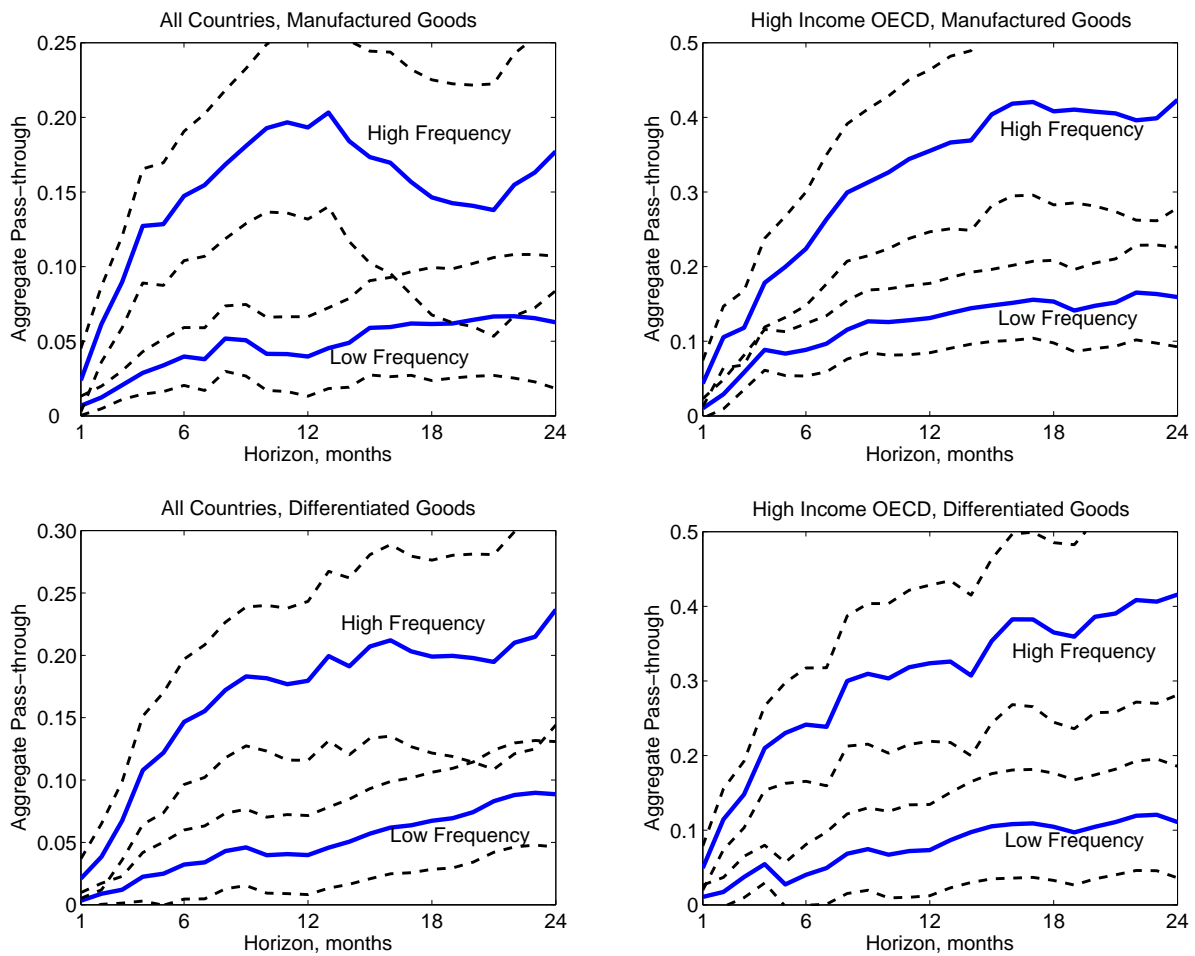 All Countries, Manufactured Goods
Aggregate Pass−through
0.25
0.20
0.15
0.10
0.05
0
High Frequency
Low Frequency
1 6 12 18 24
Horizon, months
High Income OECD, Manufactured Goods
Aggregate Pass−through
0.5
0.4
0.3
0.2
0.1
0
High Frequency
Low Frequency
1 6 12 18 24
Horizon, months
All Countries, Differentiated Goods
Aggregate Pass−through
0.30
0.25
0.20
0.15
0.10
0.05
0
High Frequency
Low Frequency
1 6 12 18 24
Horizon, months
High Income OECD, Differentiated Goods
Aggregate Pass−through
0.5
0.4
0.3
0.2
0.1
0
High Frequency
Low Frequency
1 6 12 18 24
Horizon, months